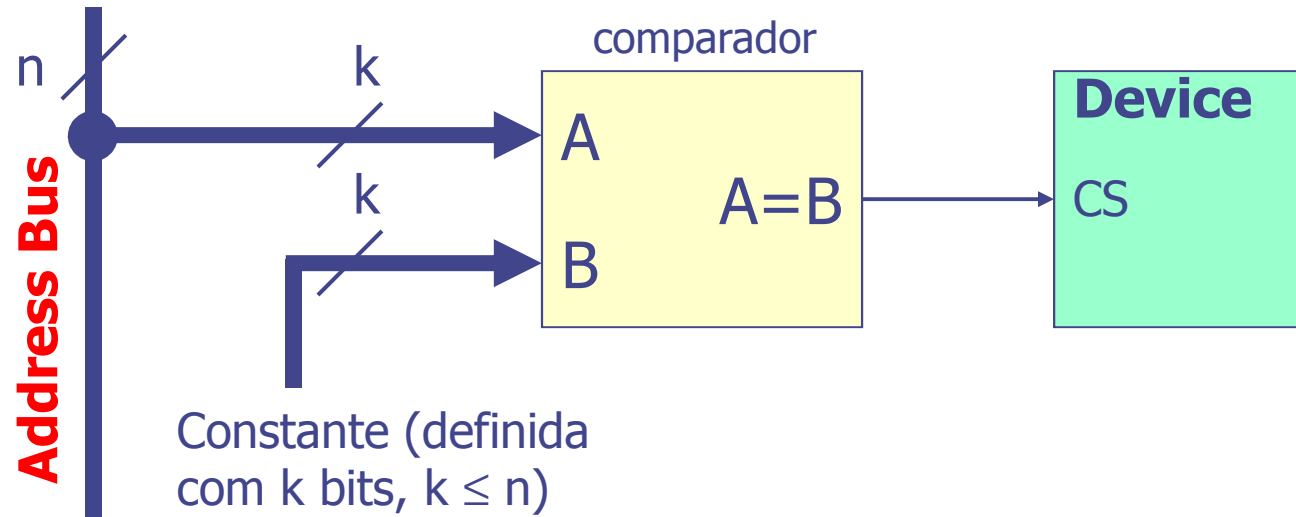 n
k
comparador
Device
A
k
A=B
CS
B
Address Bus
Constante (definida
com k bits, k ≤ n)